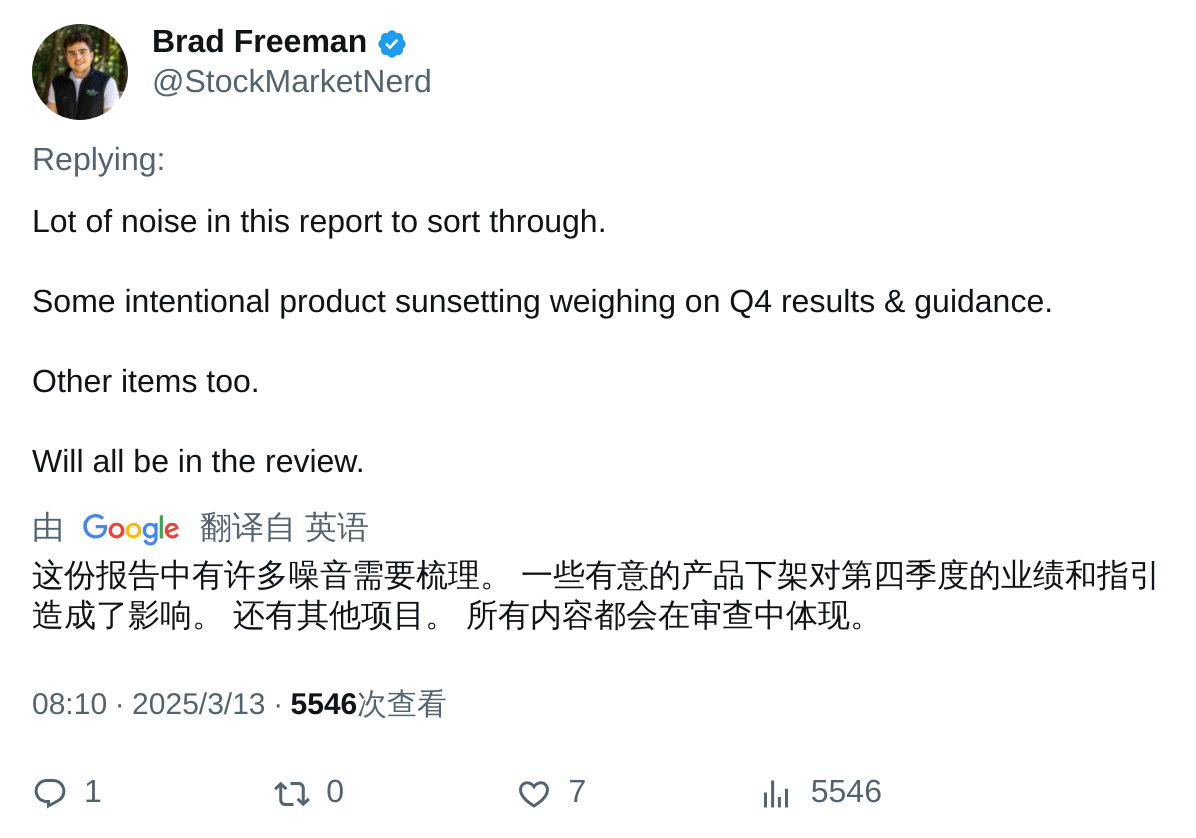 Brad Freeman
@StockMarketNerd
Replying:
Lot of noise in this report to sort through.
Some intentional product sunsetting weighing on Q4 results & guidance.
Other items too.
Will all be in the review.
由 Google 翻译自 英语
这份报告中有许多噪音需要梳理。 一些有意的产品下架对第四季度的业绩和指引
造成了影响。 还有其他项目。 所有内容都会在审查中体现。
08:10 · 2025/3/13 · 5546次查看
1 0 7 5546